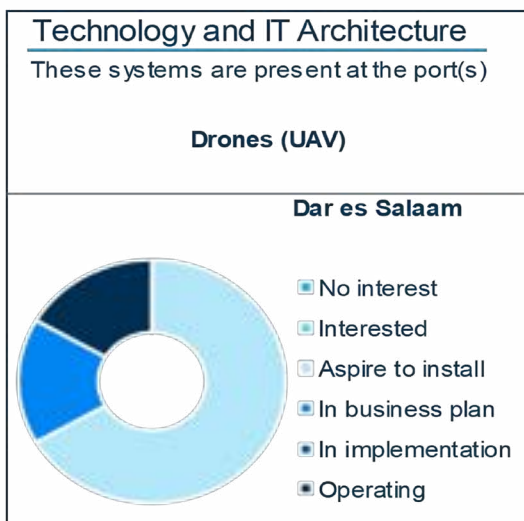 Technology and IT Architecture
These systems are present at the port(s)
Drones (UAV)
Dar es Salaam
No interest
Interested
Aspire to install
In business plan
In implementation
Operating